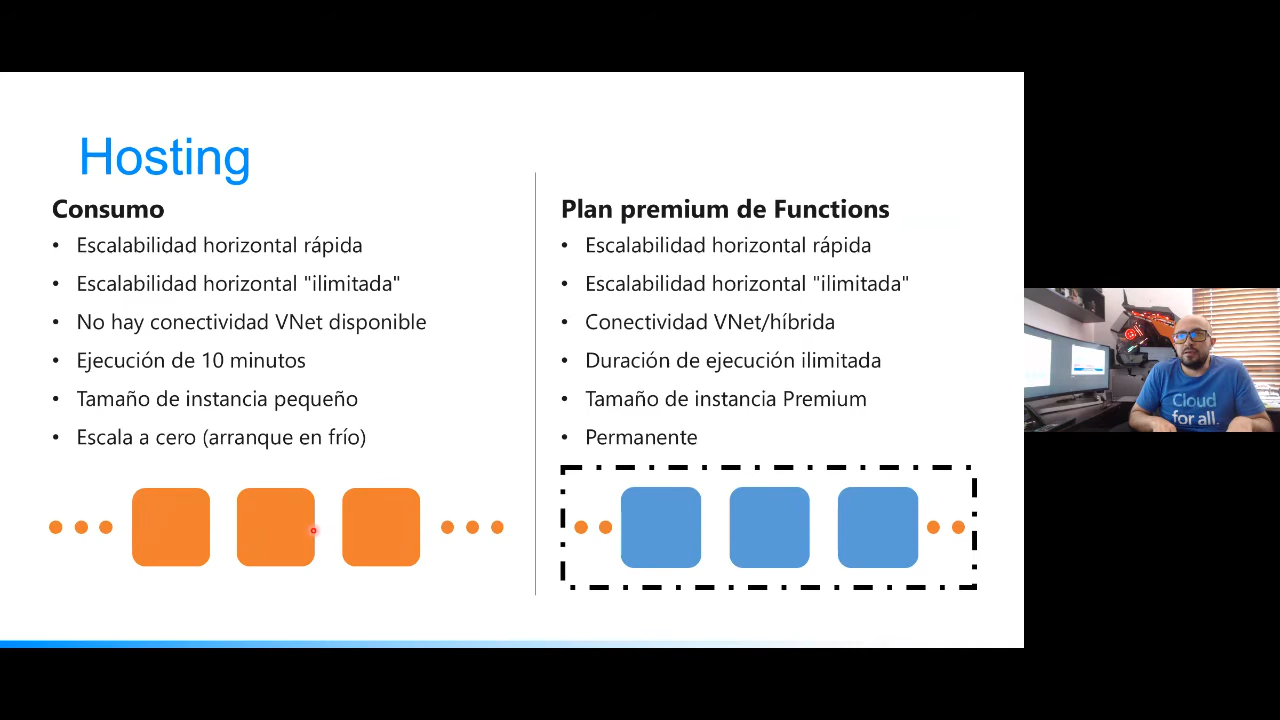 Hosting
Consumo
• Escalabilidad horizontal rápida
• Escalabilidad horizontal "ilimitada"
• No hay conectividad VNet disponible
• Ejecución de 10 minutos
• Tamaño de instancia pequeño
• Escala a cero (arranque en frío)
Plan premium de Functions
• Escalabilidad horizontal rápida
• Escalabilidad horizontal "ilimitada"
• Conectividad VNet/híbrida
• Duración de ejecución ilimitada
• Tamaño de instancia Premium
• Permanente
Cloud
for all.